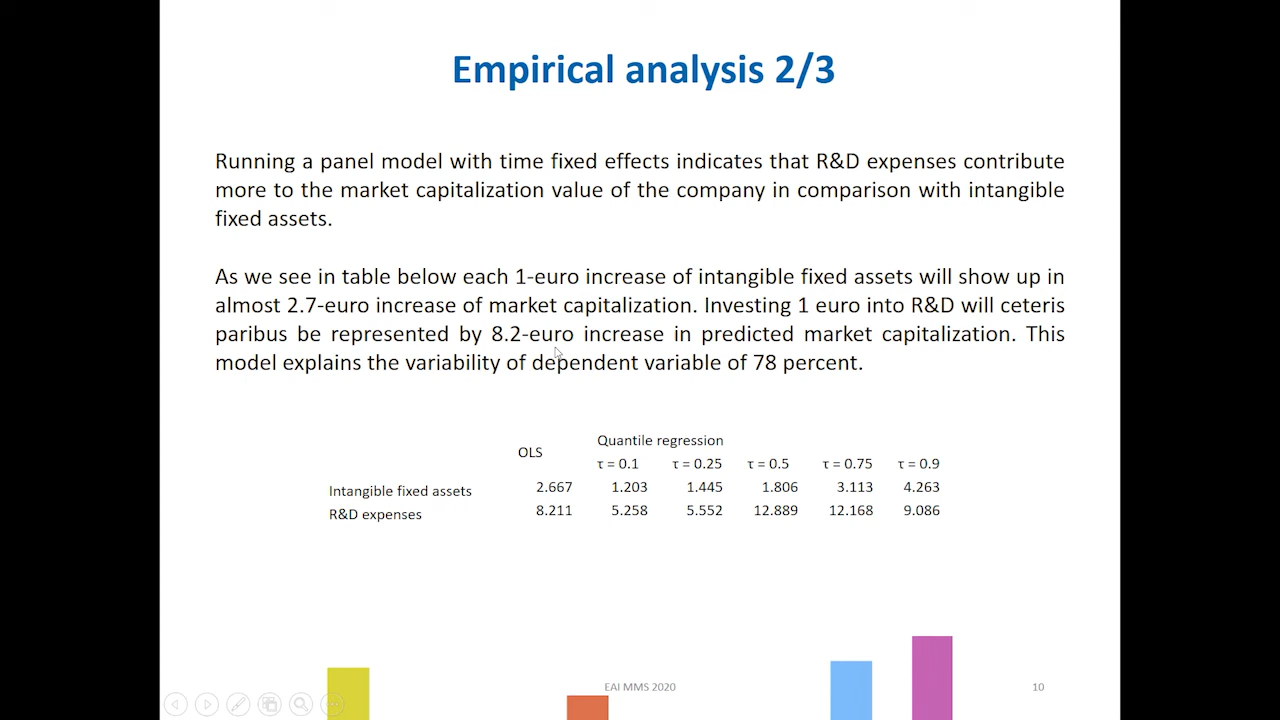 Empirical analysis 2/3
Running a panel model with time fixed effects indicates that R&D expenses contribute
more to the market capitalization value of the company in comparison with intangible
fixed assets.
As we see in table below each 1-euro increase of intangible fixed assets will show up in
almost 2.7-euro increase of market capitalization. Investing 1 euro into R&D will ceteris
paribus be represented by 8.2-euro increase in predicted market capitalization. This
model explains the variability of dependent variable of 78 percent.
OLS Quantile regression
τ = 0.1 τ = 0.25 τ = 0.5 τ = 0.75 τ = 0.9
Intangible fixed assets 2.667 1.203 1.445 1.806 3.113 4.263
R&D expenses 8.211 5.258 5.552 12.889 12.168 9.086
EAI MMS 2020 10